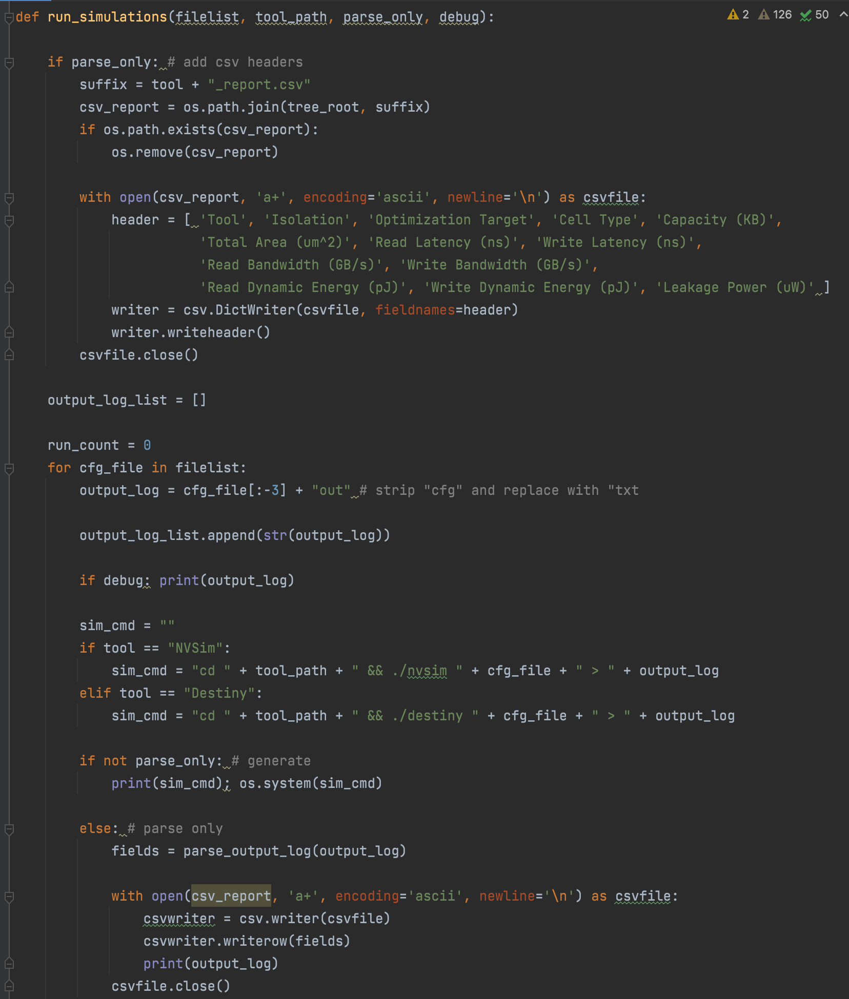 def run_simulations(filelist, tool_path, parse_only, debug):
2 126 50
    if parse_only: # add csv headers
        suffix = tool + "_report.csv"
        csv_report = os.path.join(tree_root, suffix)
        if os.path.exists(csv_report):
            os.remove(csv_report)
        with open(csv_report, 'a+', encoding='ascii', newline='\n') as csvfile:
            header = [ 'Tool', 'Isolation', 'Optimization Target', 'Cell Type', 'Capacity (KB)',
                       'Total Area (um^2)', 'Read Latency (ns)', 'Write Latency (ns)',
                       'Read Bandwidth (GB/s)', 'Write Bandwidth (GB/s)',
                       'Read Dynamic Energy (pJ)', 'Write Dynamic Energy (pJ)', 'Leakage Power (uW)' ]
            writer = csv.DictWriter(csvfile, fieldnames=header)
            writer.writeheader()
        csvfile.close()
    output_log_list = []
    run_count = 0
    for cfg_file in filelist:
        output_log = cfg_file[:-3] + "out" # strip "cfg" and replace with "txt
        output_log_list.append(str(output_log))
        if debug: print(output_log)
        sim_cmd = ""
        if tool == "NVSim":
            sim_cmd = "cd " + tool_path + " && ./nvsim " + cfg_file + " > " + output_log
        elif tool == "Destiny":
            sim_cmd = "cd " + tool_path + " && ./destiny " + cfg_file + " > " + output_log
        if not parse_only: # generate
            print(sim_cmd); os.system(sim_cmd)
        else: # parse only
            fields = parse_output_log(output_log)
            with open(csv_report, 'a+', encoding='ascii', newline='\n') as csvfile:
                csvwriter = csv.writer(csvfile)
                csvwriter.writerow(fields)
                print(output_log)
            csvfile.close()